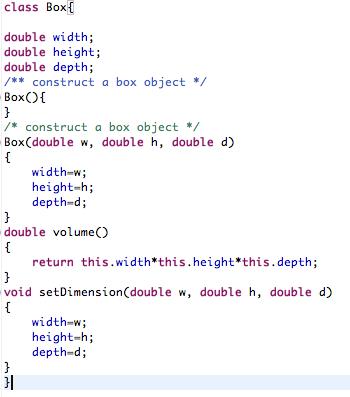 class Box{
double width;
double height;
double depth;
/** construct a box object */
Box(){
}
/* construct a box object */
Box(double w, double h, double d)
{
width=w;
height=h;
depth=d;
}
double volume()
{
return this.width*this.height*this.depth;
}
void setDimension(double w, double h, double d)
{
width=w;
height=h;
depth=d;
}
}